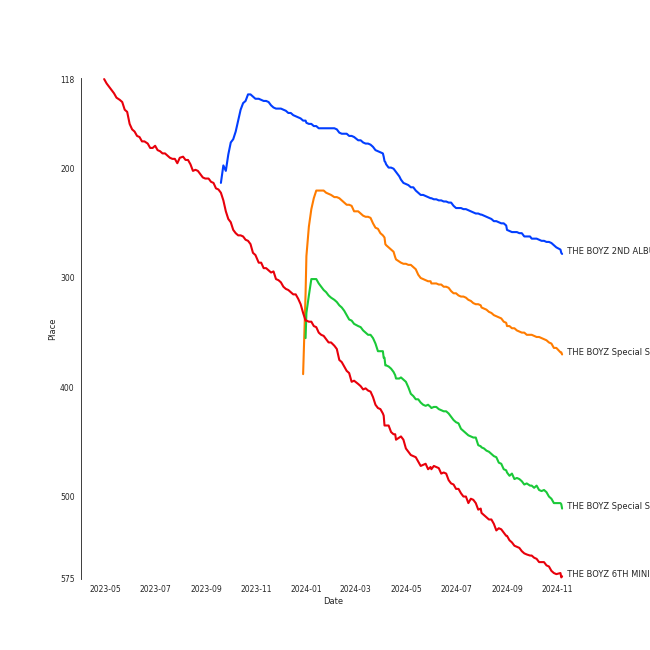 118
200
300
400
500
575
Place
2023-05
2023-07
2023-09
2023-11
2024-01
2024-03
2024-05
2024-07
2024-09
2024-11
Date
THE BOYZ 2ND ALB
THE BOYZ Special S
THE BOYZ Special S
THE BOYZ 6TH MINI